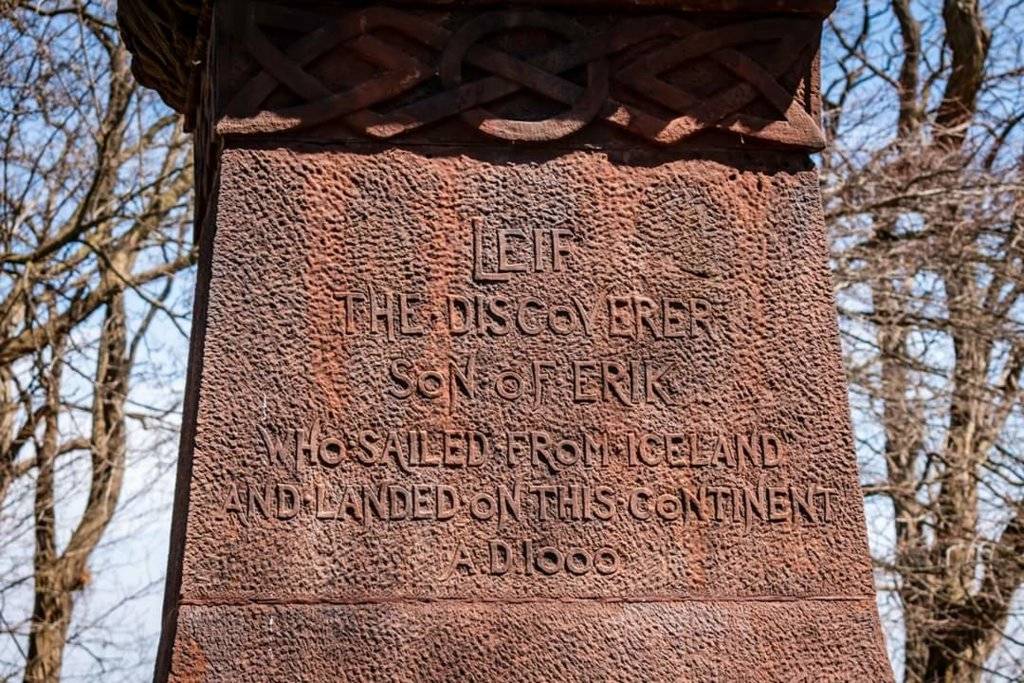 LEIF
THE·DISCOVERER
SON·OF ERIK
WHO·SAILED·FROM·ICELAND
AND·LANDED·ON·THIS·CONTINENT
A D 1000